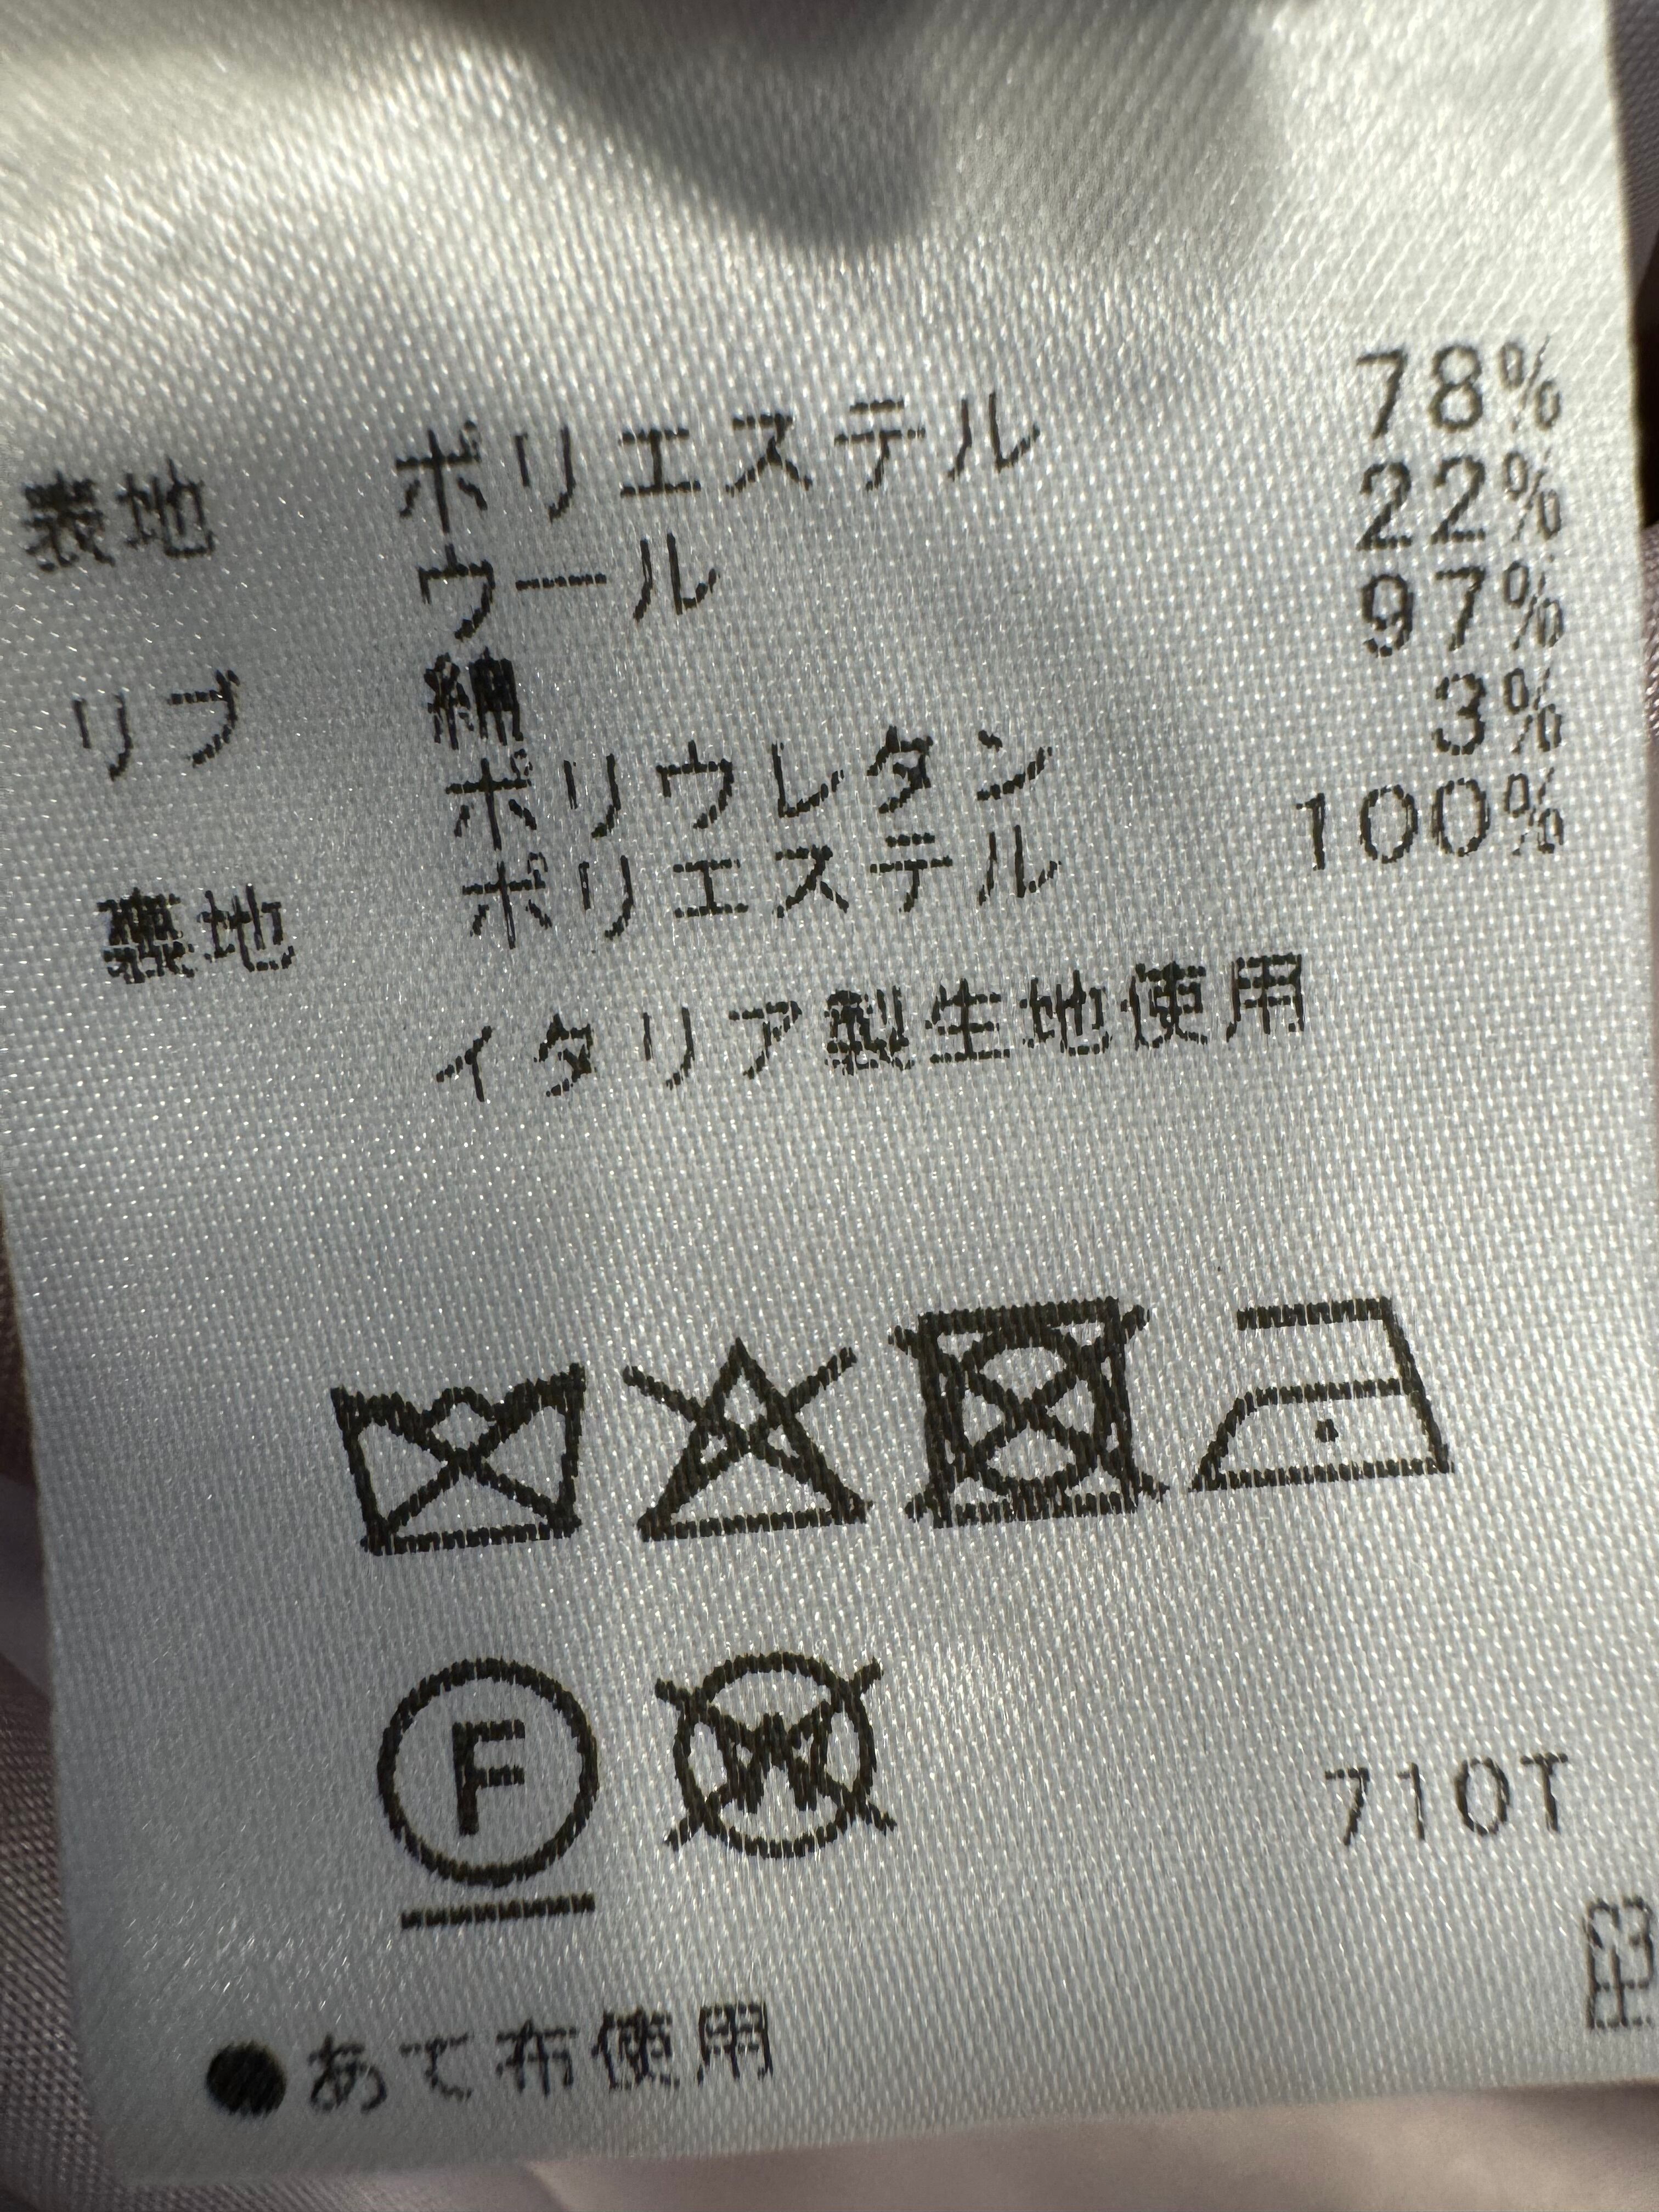 表地 ポリエステル 78%
ウール 22%
リブ 綿 97%
ポリウレタン 3%
裏地 ポリエステル 100%
イタリア製生地使用
F
W
710T
●あて布使用